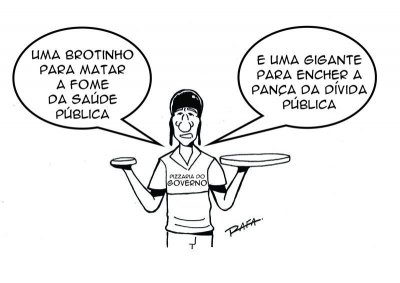 UMA BROTINHO
PARA MATAR
A FOME
DA SAÚDE
PÚBLICA
E UMA GIGANTE
PARA ENCHER A
PANÇA DA DÍVIDA
PÚBLICA
PIZZARIA DO
GOVERNO
RAFA.